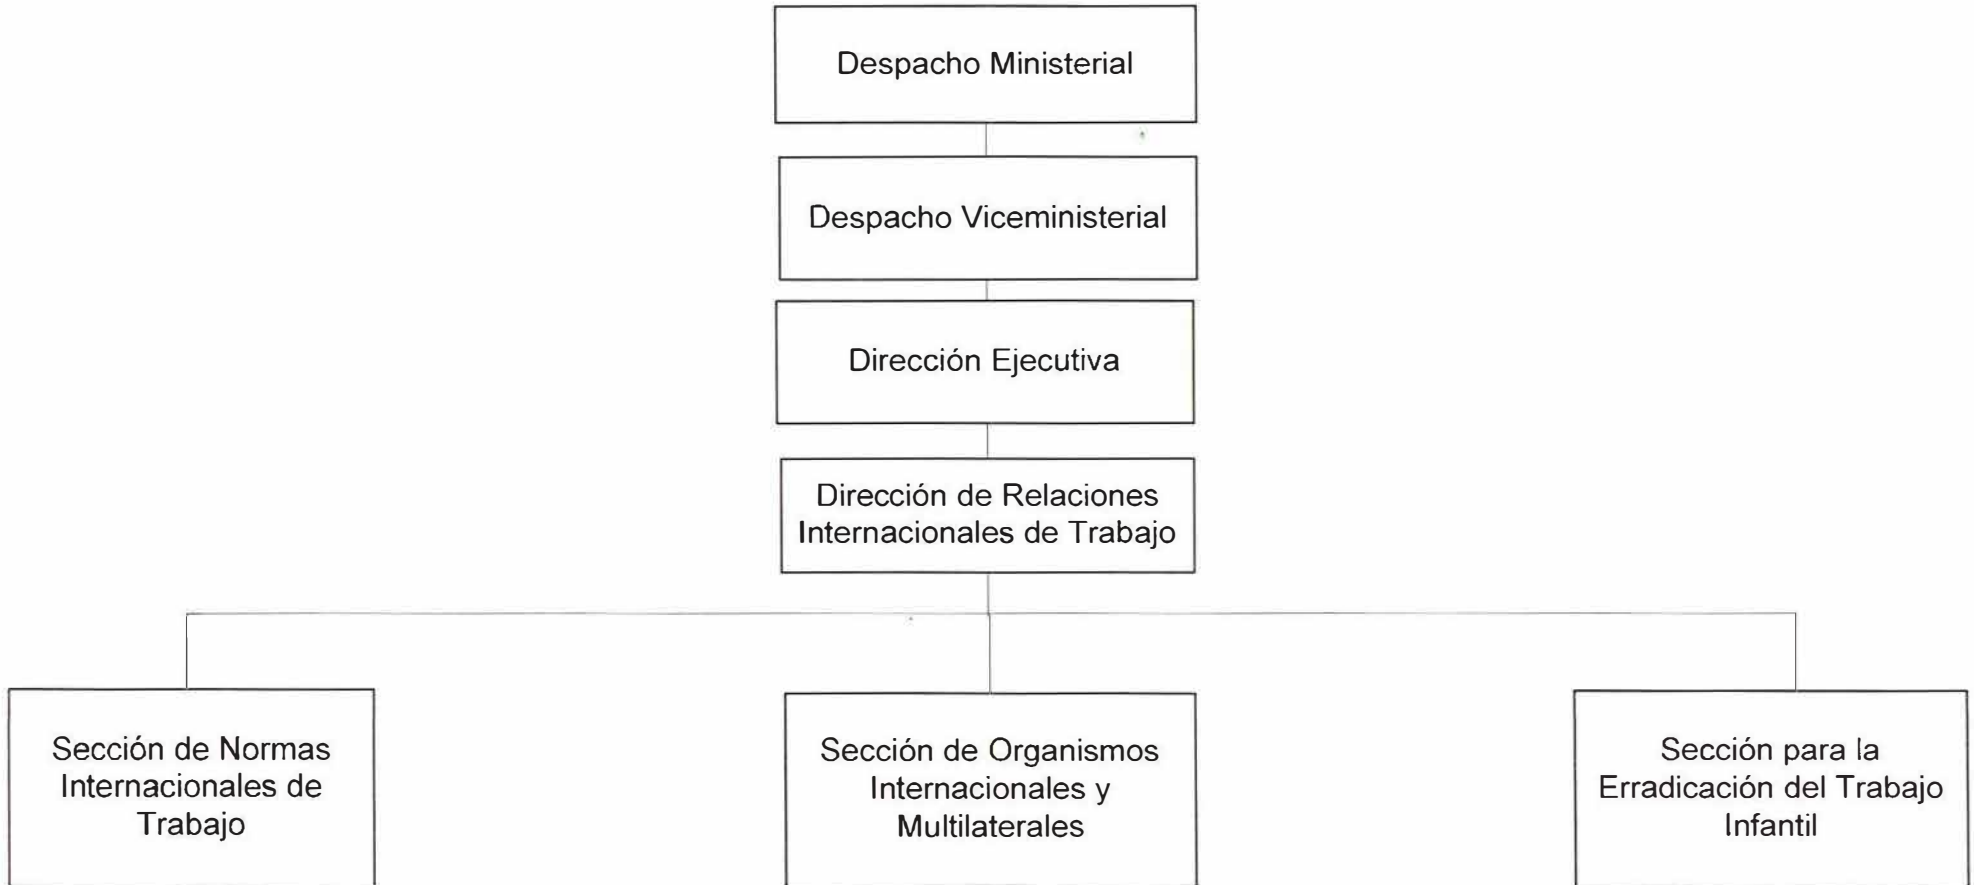 Despacho Ministerial
Despacho Viceministerial
Dirección Ejecutiva
Dirección de Relaciones
Internacionales de Trabajo
Sección de Normas
Internacionales de
Trabajo
Sección de Organismos
Internacionales y
Multilaterales
Sección para la
Erradicación del Trabajo
Infantil